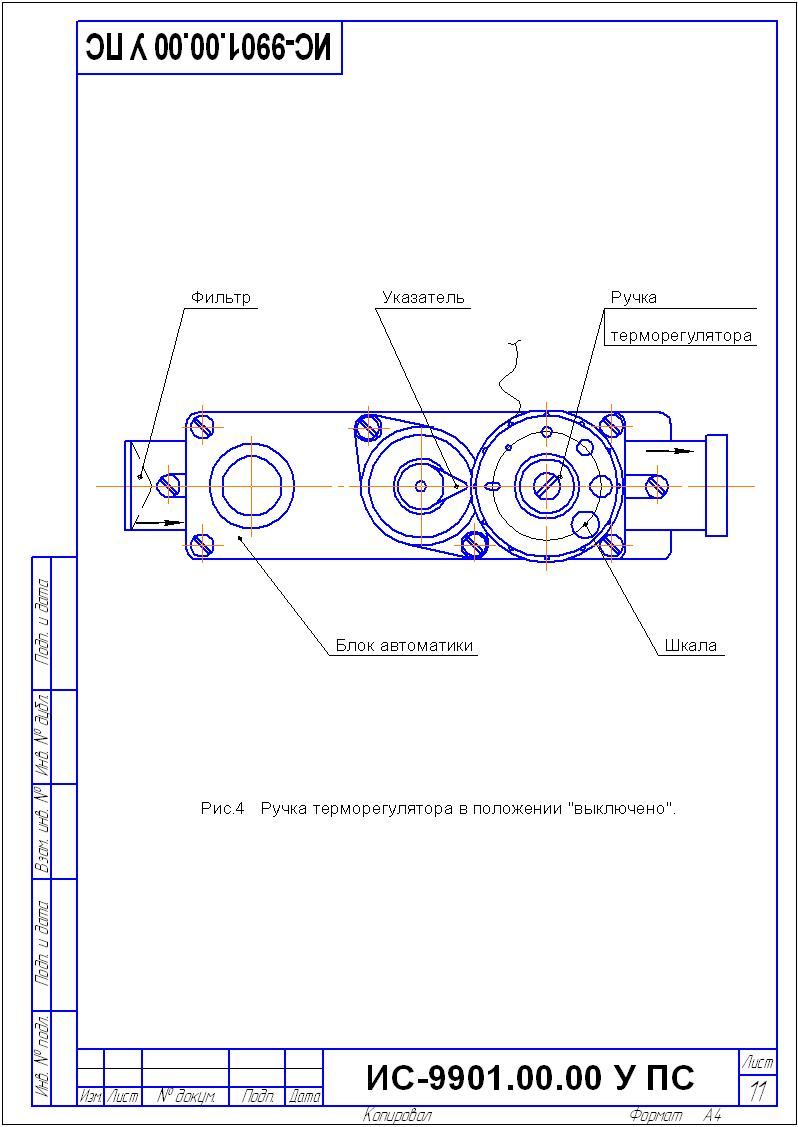 ИС-9901.00.00 У ПС
Фильтр
Указатель
Ручка
терморегулятора
Блок автоматики
Шкала
Рис.4 Ручка терморегулятора в положении "выключено".
Подп. и дата
Инв. № дубл.
Взам. инв. №
Подп. и дата
Инв. № подл.
Изм. Лист № докум. Подп. Дата
ИС-9901.00.00 У ПС
Лист
11
Копировал Формат А4